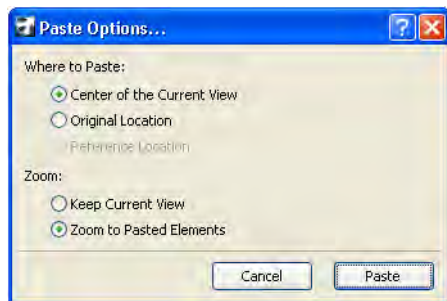 Paste Options...
Where to Paste:
Center of the Current View
Original Location
Reference Location
Zoom:
Keep Current View
Zoom to Pasted Elements
Cancel Paste